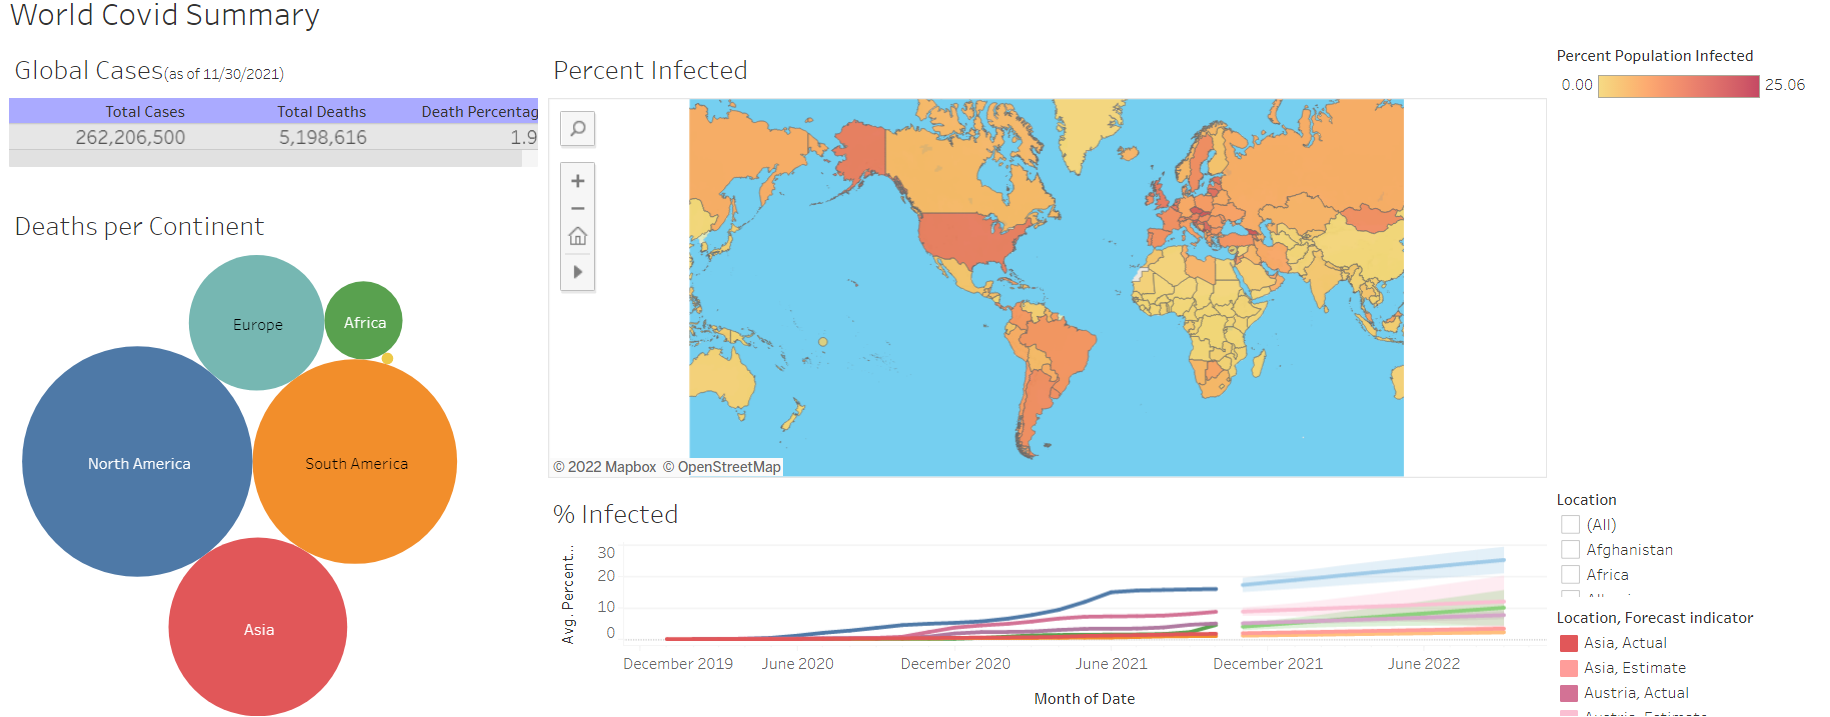 World Covid Summary
Global Cases(as of 11/30/2021)
Total Cases Total Deaths Death Percentag
262,206,500 5,198,616 1.9
Deaths per Continent
Europe
Africa
North America
South America
Asia
Percent Infected
© 2022 Mapbox © OpenStreetMap
Percent Population Infected
0.00 25.06
% Infected
Avg. Percent...
30
20
10
0
December 2019 June 2020 December 2020 June 2021 December 2021 June 2022
Month of Date
Location
(All)
Afghanistan
Africa
Location, Forecast indicator
Asia, Actual
Asia, Estimate
Austria, Actual
Austria, Estimate